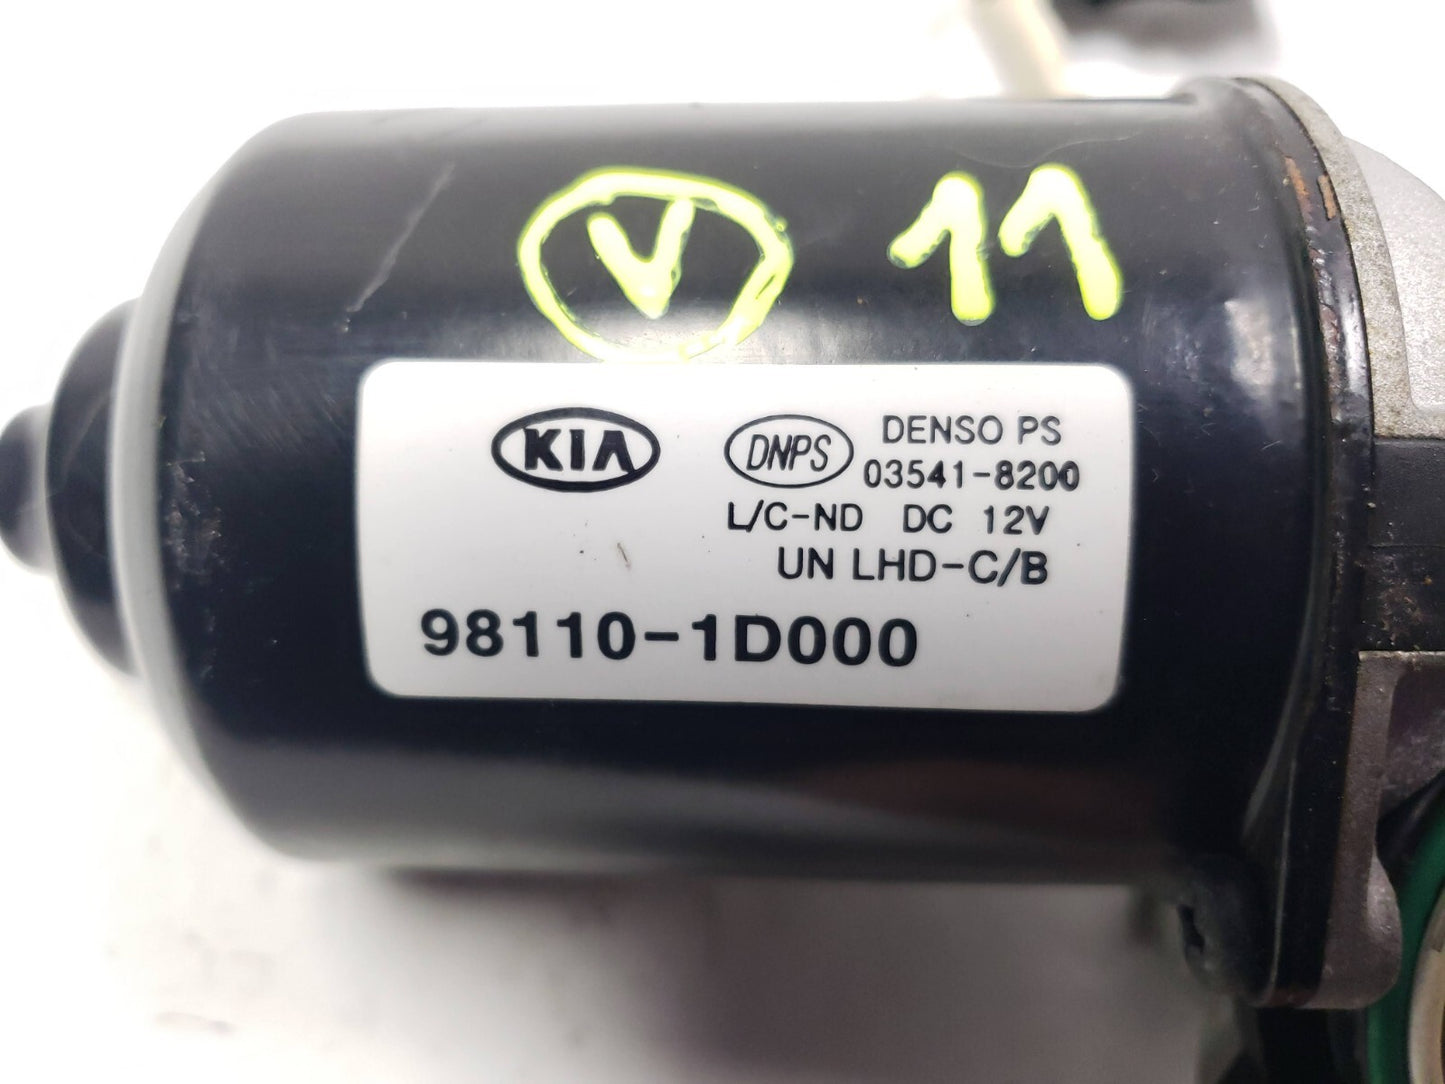 V 11
KIA DNPS DENSO PS
03541-8200
L/C-ND DC 12V
UN LHD-C/B
98110-1D000